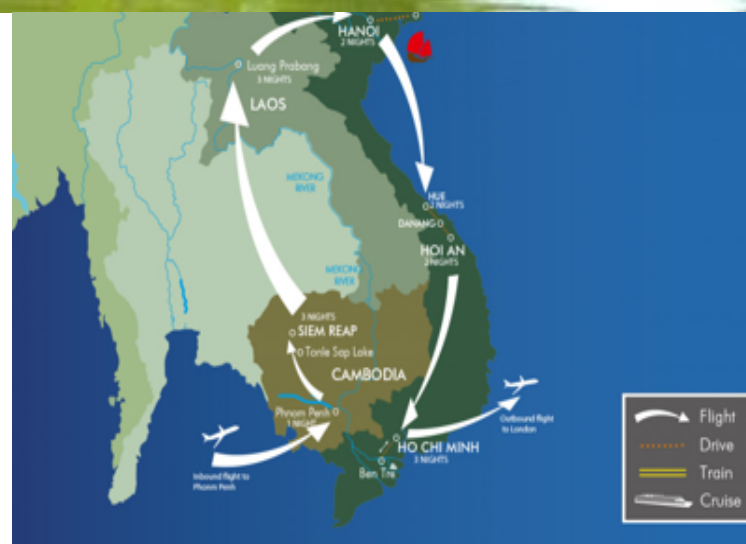 HANOI
2 NIGHTS
Luang Prabang
3 NIGHTS
LAOS
MEKONG
RIVER
HUE
2 NIGHTS
DANANG
HOI AN
2 NIGHTS
MEKONG
RIVER
3 NIGHTS
SIEM REAP
Tonle Sap Lake
CAMBODIA
Phnom Penh
1 NIGHT
Inbound flight to
Phonm Penh
HO CHI MINH
3 NIGHTS
Ben Tre
Outbound flight
to London
Flight
Drive
Train
Cruise